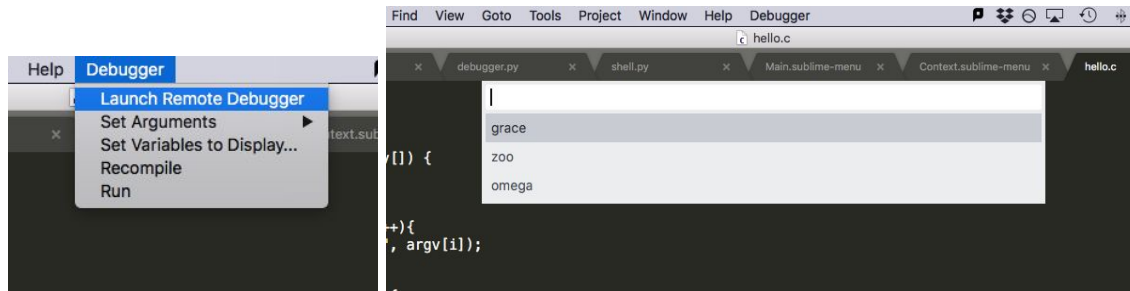 Help Debugger
Launch Remote Debugger
Set Arguments
Set Variables to Display...
Recompile
Run
text.sub
Find View Goto Tools Project Window Help Debugger
hello.c
debugger.py shell.py Main.sublime-menu Context.sublime-menu hello.c
grace
zoo
omega
[]) {
+){
, argv[i]);